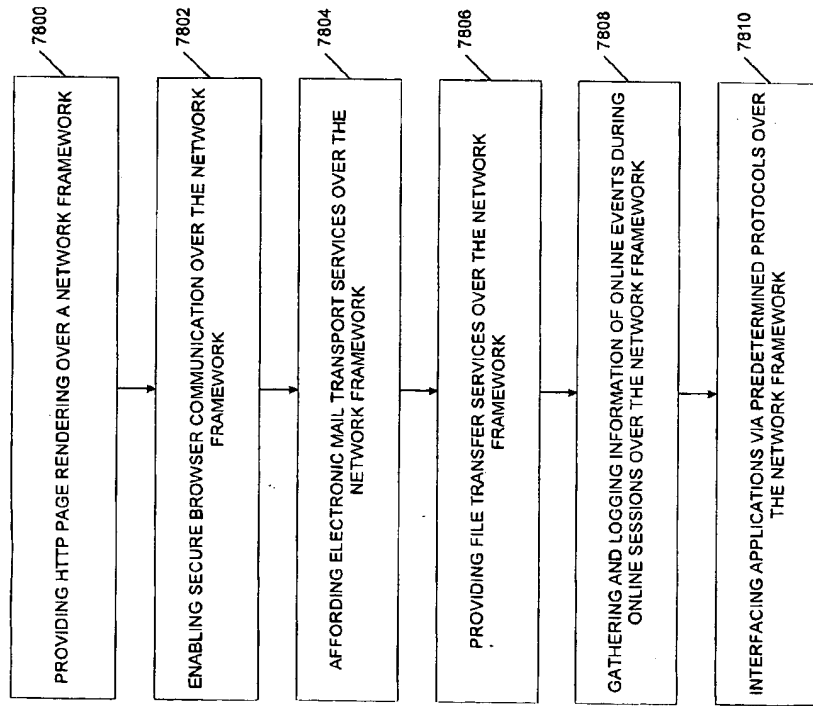 7800
PROVIDING HTTP PAGE RENDERING OVER A NETWORK FRAMEWORK
7802
ENABLING SECURE BROWSER COMMUNICATION OVER THE NETWORK
FRAMEWORK
7804
AFFORDING ELECTRONIC MAIL TRANSPORT SERVICES OVER THE
NETWORK FRAMEWORK
7806
PROVIDING FILE TRANSFER SERVICES OVER THE NETWORK
FRAMEWORK
7808
GATHERING AND LOGGING INFORMATION OF ONLINE EVENTS DURING
ONLINE SESSIONS OVER THE NETWORK FRAMEWORK
7810
INTERFACING APPLICATIONS VIA PREDETERMINED PROTOCOLS OVER
THE NETWORK FRAMEWORK